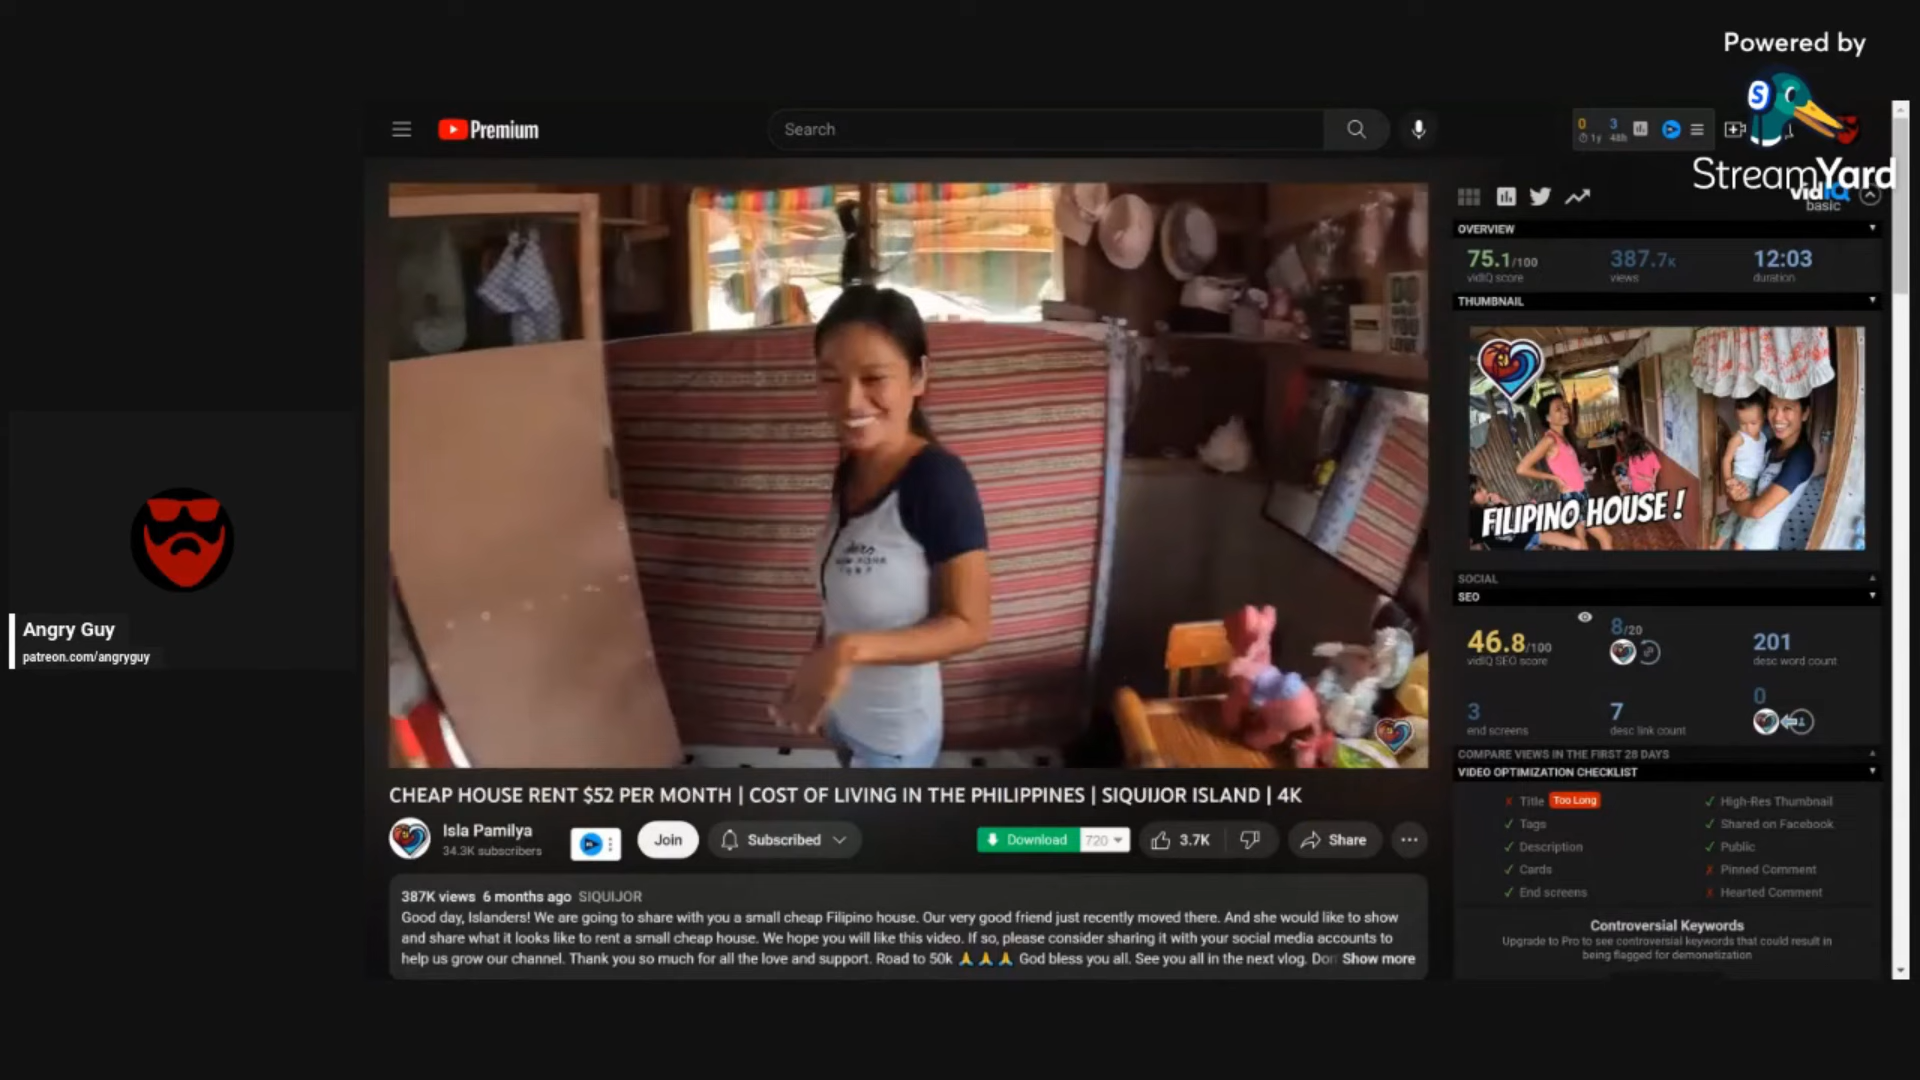 Powered by
StreamYard
Premium
Search
0
3
1y
48h
vidIQ
basic
OVERVIEW
75.1/100
387.7K
12:03
vidIQ score
views
duration
THUMBNAIL
FILIPINO HOUSE !
SOCIAL
SEO
46.8/100
8/20
201
vidIQ SEO score
desc word count
3
7
0
end screens
desc link count
COMPARE VIEWS IN THE FIRST 28 DAYS
VIDEO OPTIMIZATION CHECKLIST
Title Too Long
High-Res Thumbnail
Tags
Shared on Facebook
Description
Public
Cards
Pinned Comment
End screens
Hearted Comment
Controversial Keywords
Upgrade to Pro to see controversial keywords that could result in
being flagged for demonetization
Angry Guy
patreon.com/angryguy
CHEAP HOUSE RENT $52 PER MONTH | COST OF LIVING IN THE PHILIPPINES | SIQUIJOR ISLAND | 4K
Isla Pamilya
34.3K subscribers
Join
Subscribed
Download
720
3.7K
Share
387K views 6 months ago SIQUIJOR
Good day, Islanders! We are going to share with you a small cheap Filipino house. Our very good friend just recently moved there. And she would like to show
and share what it looks like to rent a small cheap house. We hope you will like this video. If so, please consider sharing it with your social media accounts to
help us grow our channel. Thank you so much for all the love and support. Road to 50k 🙏 🙏 🙏 God bless you all. See you all in the next vlog. Don Show more